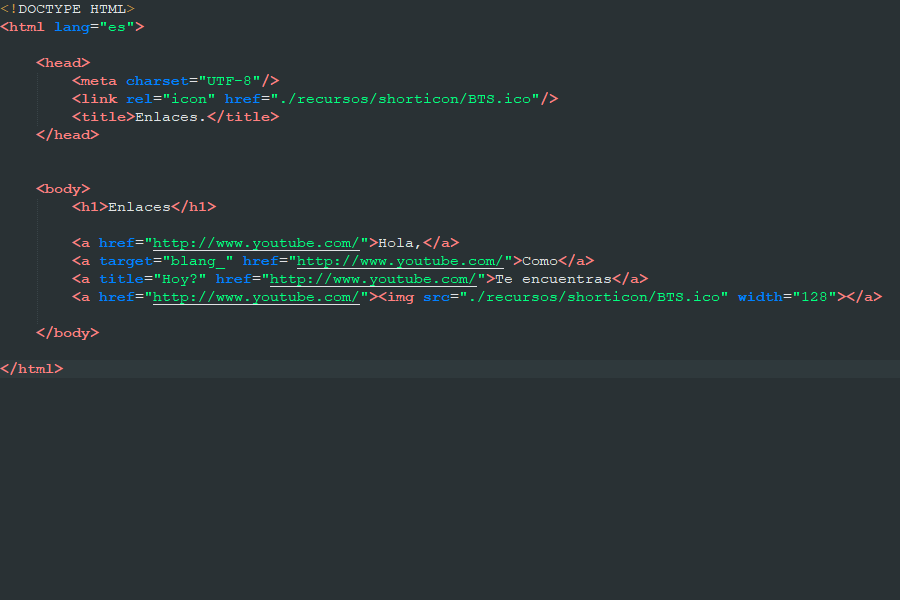 <!DOCTYPE HTML>
<html lang="es">
<head>
<meta charset="UTF-8"/>
<link rel="icon" href="./recursos/shorticon/BTS.ico"/>
<title>Enlaces.</title>
</head>
<body>
<h1>Enlaces</h1>
<a href="http://www.youtube.com/">Hola,</a>
<a target="blang_" href="http://www.youtube.com/">Como</a>
<a title="Hoy?" href="http://www.youtube.com/">Te encuentras</a>
<a href="http://www.youtube.com/"><img src="./recursos/shorticon/BTS.ico" width="128"></a>
</body>
</html>